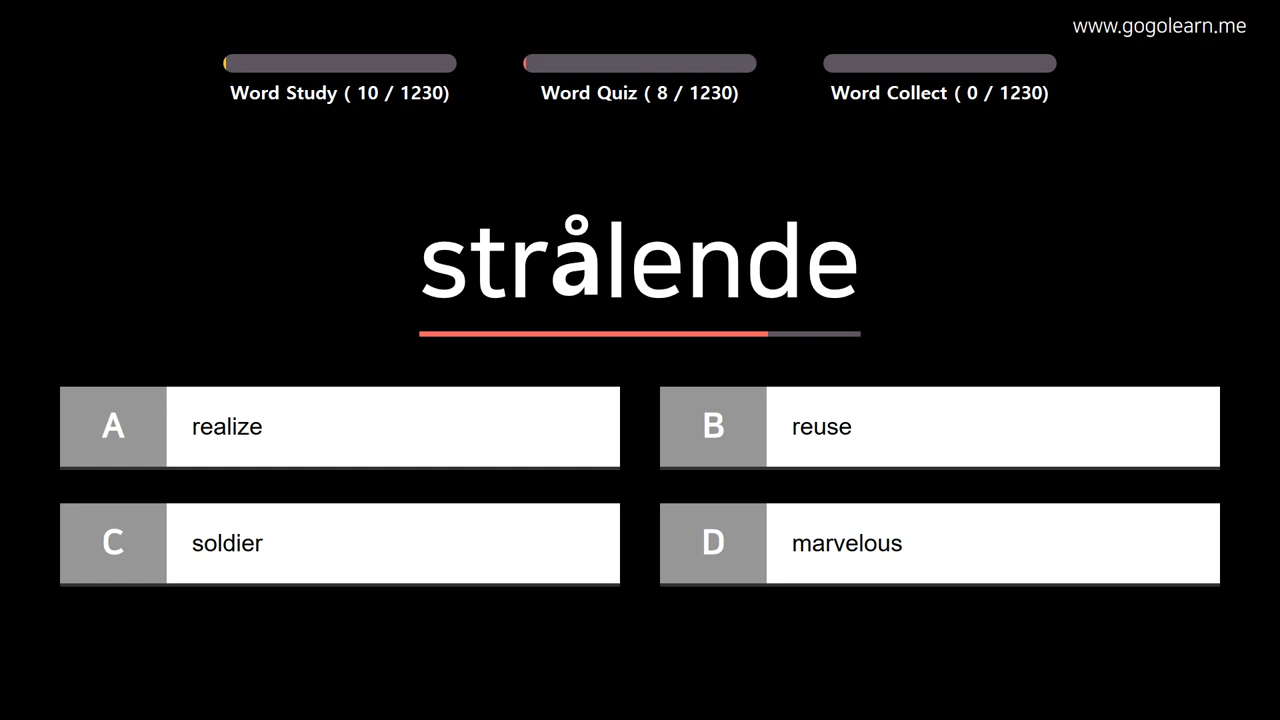 www.gogolearn.me
Word Study ( 10 / 1230)
Word Quiz ( 8 / 1230)
Word Collect ( 0 / 1230)
strålende
A realize
B reuse
C soldier
D marvelous